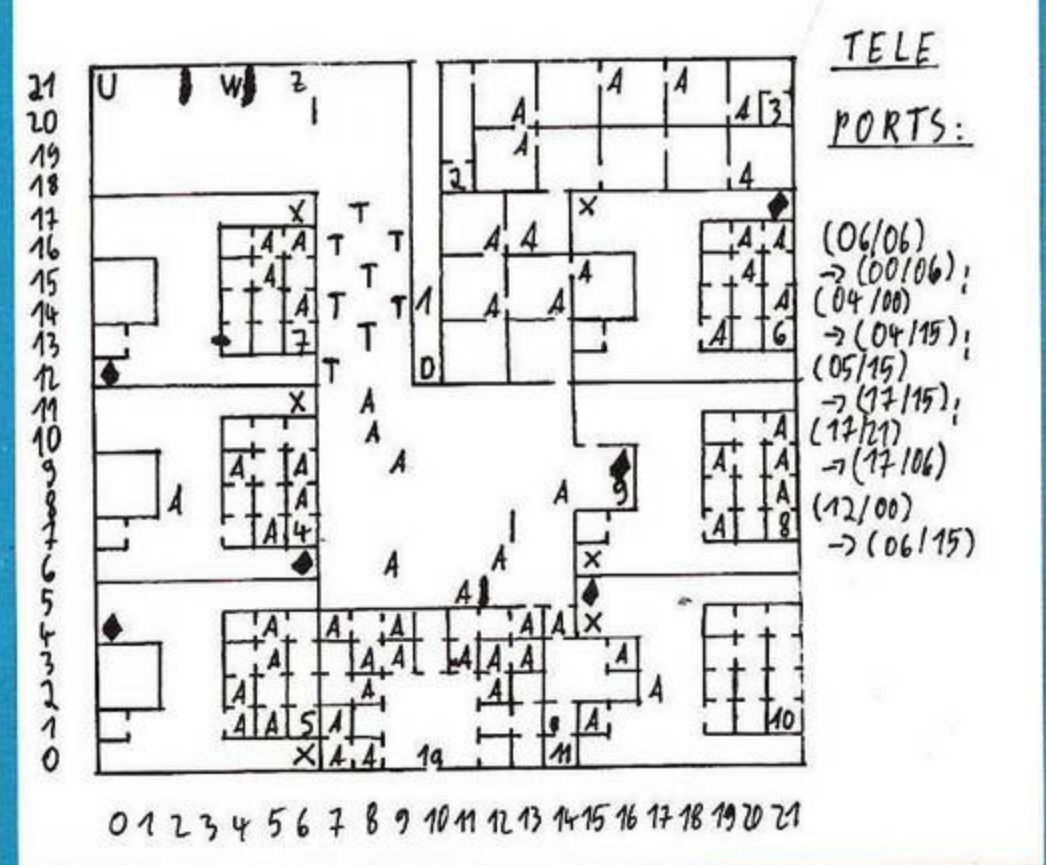 TELE
PORTS:
21 U W Z A A
20 A A 3
19 A
18 2 A
17 X T X
16 A A T T A A A A
15 A T A A
14 A T T 1 A A A
13 7 T A 6
12 T D
11 X A
10 A A
9 A A A A A
8 A A A 9 A
7 A 4 A 8
6 A A X
5 A
4 A A A A A X
3 A A A A A A A
2 A A A A
1 A A 5 A A 10
0 X A A 19 11
0 1 2 3 4 5 6 7 8 9 10 11 12 13 14 15 16 17 18 19 20 21
(06/06)
→ (00/06);
(04/00)
→ (04/15);
(05/15)
→ (17/15);
(17/21)
→ (17/06)
(12/00)
→ (06/15)